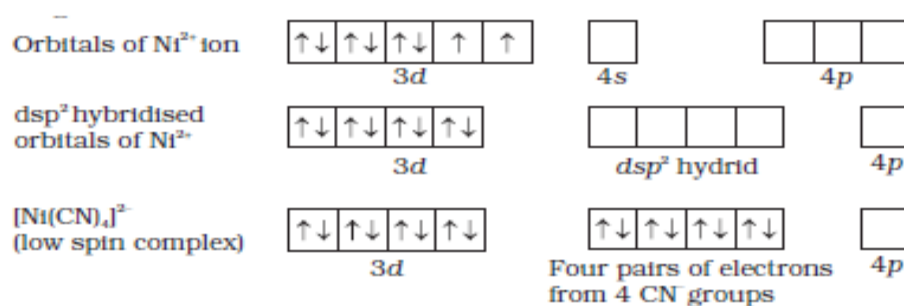 Orbitals of Ni²⁺ ion ↑↓ ↑↓ ↑↓ ↑ ↑
3d 4s 4p
dsp² hybridised
orbitals of Ni²⁺ ↑↓ ↑↓ ↑↓ ↑↓
3d dsp² hydrid 4p
[Ni(CN)₄]²⁻
(low spin complex) ↑↓ ↑↓ ↑↓ ↑↓ ↑↓ ↑↓ ↑↓ ↑↓
3d Four pairs of electrons 4p
from 4 CN⁻ groups